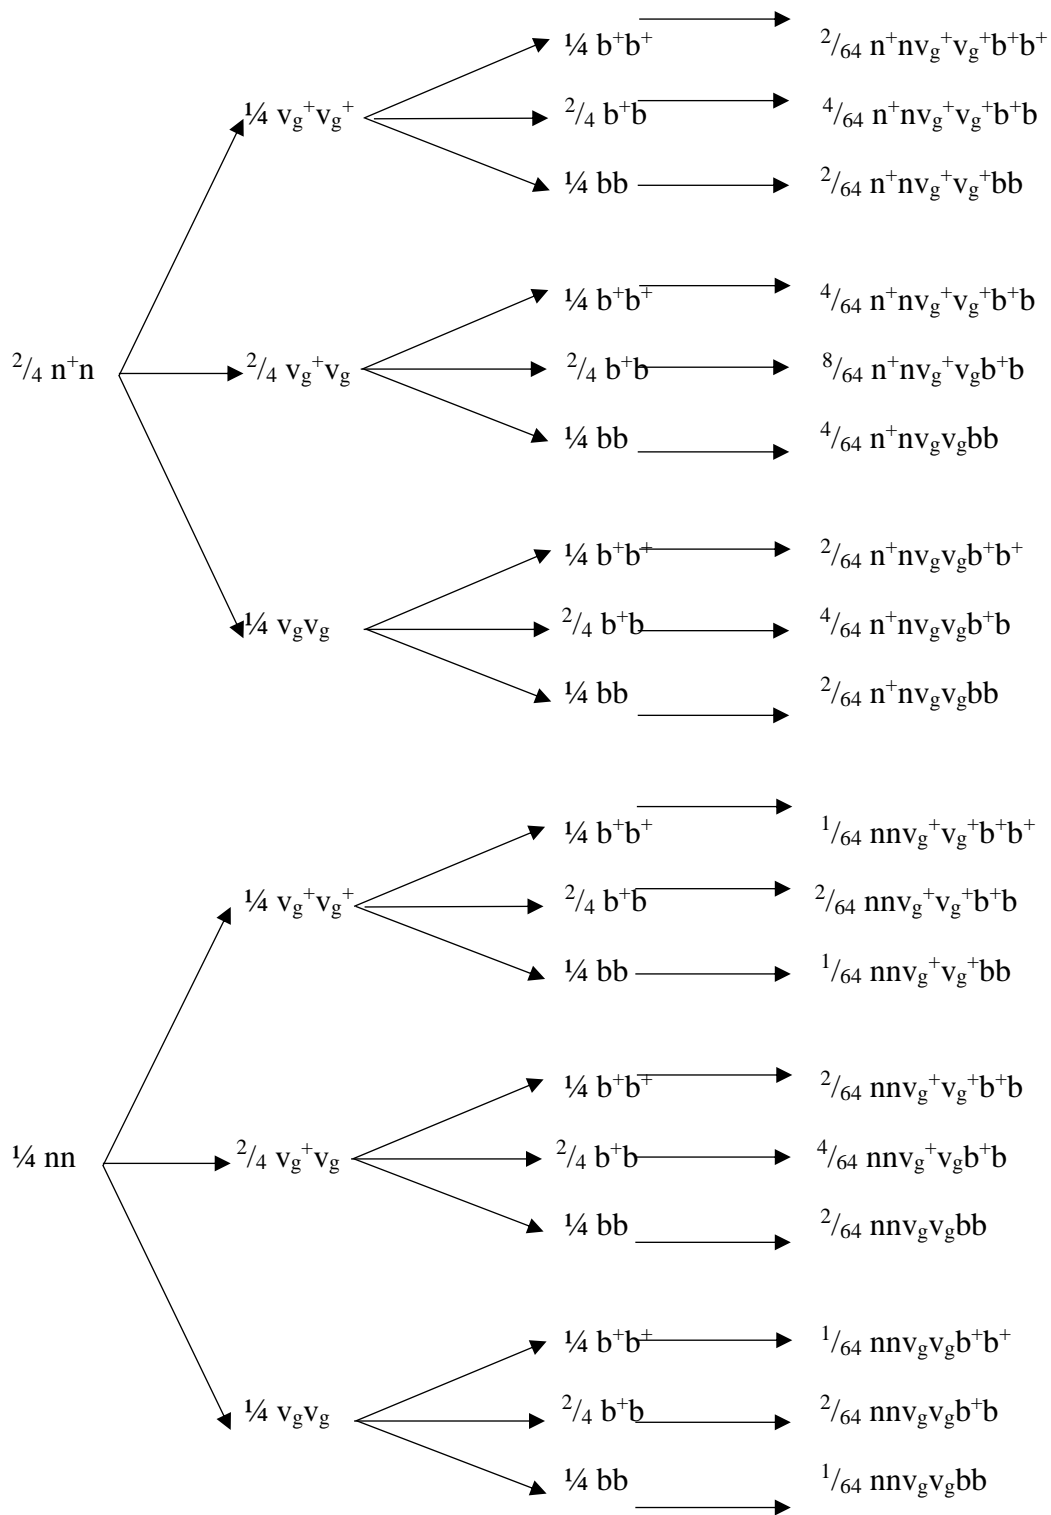 ¼ b⁺b⁺ ²/₆₄ n⁺nv_g⁺v_g⁺b⁺b⁺
¼ v_g⁺v_g⁺ ²/₄ b⁺b ⁴/₆₄ n⁺nv_g⁺v_g⁺b⁺b
¼ bb ²/₆₄ n⁺nv_g⁺v_g⁺bb
¼ b⁺b⁺ ⁴/₆₄ n⁺nv_g⁺v_g⁺b⁺b
²/₄ n⁺n ²/₄ v_g⁺v_g ²/₄ b⁺b ⁸/₆₄ n⁺nv_g⁺v_gb⁺b
¼ bb ⁴/₆₄ n⁺nv_gv_gbb
¼ b⁺b⁺ ²/₆₄ n⁺nv_gv_gb⁺b⁺
¼ v_gv_g ²/₄ b⁺b ⁴/₆₄ n⁺nv_gv_gb⁺b
¼ bb ²/₆₄ n⁺nv_gv_gbb
¼ b⁺b⁺ ¹/₆₄ nnv_g⁺v_g⁺b⁺b⁺
¼ v_g⁺v_g⁺ ²/₄ b⁺b ²/₆₄ nnv_g⁺v_g⁺b⁺b
¼ bb ¹/₆₄ nnv_g⁺v_g⁺bb
¼ b⁺b⁺ ²/₆₄ nnv_g⁺v_g⁺b⁺b
¼ nn ²/₄ v_g⁺v_g ²/₄ b⁺b ⁴/₆₄ nnv_g⁺v_gb⁺b
¼ bb ²/₆₄ nnv_gv_gbb
¼ b⁺b⁺ ¹/₆₄ nnv_gv_gb⁺b⁺
¼ v_gv_g ²/₄ b⁺b ²/₆₄ nnv_gv_gb⁺b
¼ bb ¹/₆₄ nnv_gv_gbb